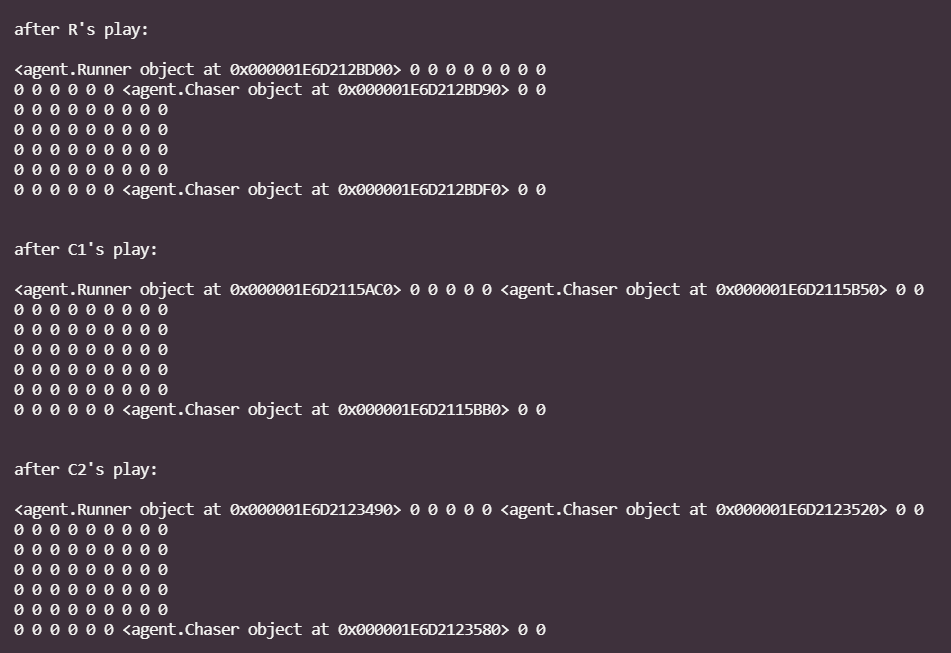 after R's play:
<agent.Runner object at 0x000001E6D212BD00> 0 0 0 0 0 0 0 0
0 0 0 0 0 0 <agent.Chaser object at 0x000001E6D212BD90> 0 0
0 0 0 0 0 0 0 0 0
0 0 0 0 0 0 0 0 0
0 0 0 0 0 0 0 0 0
0 0 0 0 0 0 0 0 0
0 0 0 0 0 0 <agent.Chaser object at 0x000001E6D212BDF0> 0 0
after C1's play:
<agent.Runner object at 0x000001E6D2115AC0> 0 0 0 0 0 <agent.Chaser object at 0x000001E6D2115B50> 0 0
0 0 0 0 0 0 0 0 0
0 0 0 0 0 0 0 0 0
0 0 0 0 0 0 0 0 0
0 0 0 0 0 0 0 0 0
0 0 0 0 0 0 0 0 0
0 0 0 0 0 0 <agent.Chaser object at 0x000001E6D2115BB0> 0 0
after C2's play:
<agent.Runner object at 0x000001E6D2123490> 0 0 0 0 0 <agent.Chaser object at 0x000001E6D2123520> 0 0
0 0 0 0 0 0 0 0 0
0 0 0 0 0 0 0 0 0
0 0 0 0 0 0 0 0 0
0 0 0 0 0 0 0 0 0
0 0 0 0 0 0 0 0 0
0 0 0 0 0 0 <agent.Chaser object at 0x000001E6D2123580> 0 0